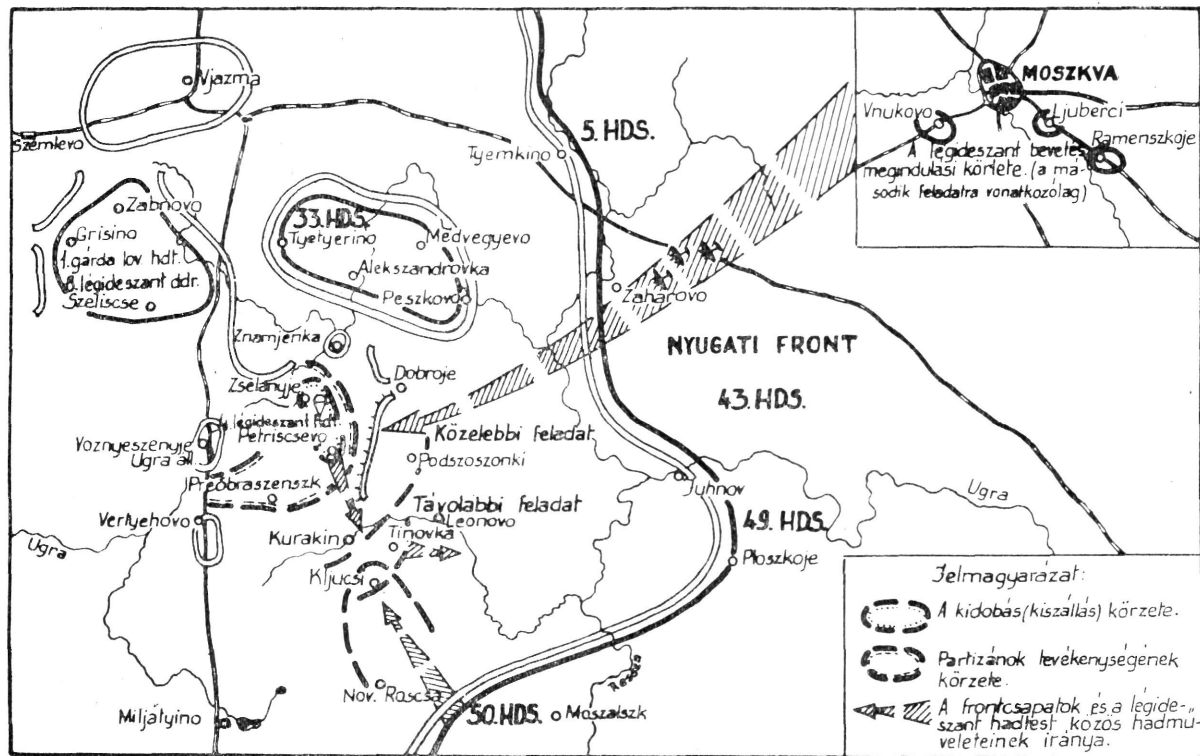 Vjazma
Szemlevo
5. HDS.
Tyemkino
MOSZKVA
Vnukovo
Ljuberci
Ramenszkoje
A légideszant bevetés
megindulási körlete. (a má-
sodik feladatra vonatkozólag)
Zabnovo
Grisino
1. gárda lov. hdt.
8. légideszant ddr.
Szeliscse
33. HDS.
Tyetyerino
Medvegyevo
Alekszandrovka
Peszkovo
Zaharovo
Znamjenka
NYUGATI FRONT
43. HDS.
Zselanyje
Dobroje
4. légideszant hdt.
Petriscsevo
Közelebbi feladat
Podszoszonki
Voznyeszenyje
Ugra áll.
Preobraszenszk
Juhnov
Ugra
Távolabbi feladat
Leonovo
49. HDS.
Vertyehovo
Ugra
Kurakin
Tinovka
Ploszkoje
Kljucsi
Nov. Roscsa
Miljátyino
50. HDS.
Moszalszk
Resszva
Jelmagyarázat:
A kidobás (kiszállás) körzete.
Partizánok tevékenységének
körzete.
A frontcsapatok és a légide-
szant hadtest közös hadmű-
veleteinek iránya.